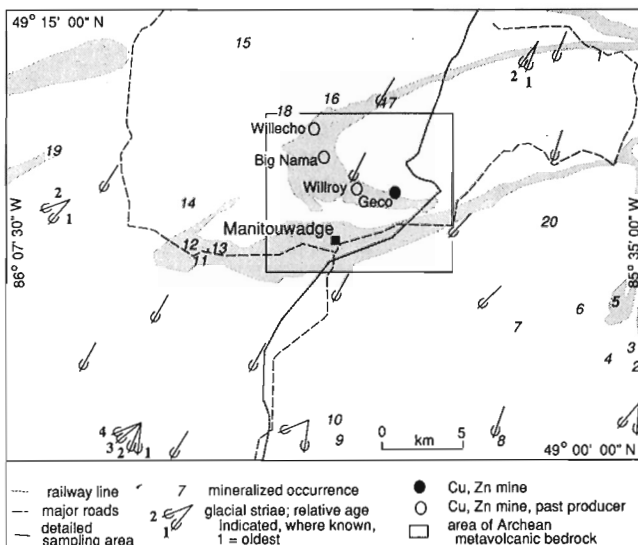 49° 15' 00" N
15
2
1
1
16
18
17
Willecho
19
Big Nama
Willroy
Geco
2
1
14
20
Manitouwadge
12
13
11
86° 07' 30" W
85° 35' 00" W
5
6
7
3
4
2
10
9
8
4
3
2
1
0 5
km
49° 00' 00" N
railway line
major roads
detailed
sampling area
7 mineralized occurrence
2
1
glacial striae; relative age
indicated, where known,
1 = oldest
Cu, Zn mine
Cu, Zn mine, past producer
area of Archean
metavolcanic bedrock